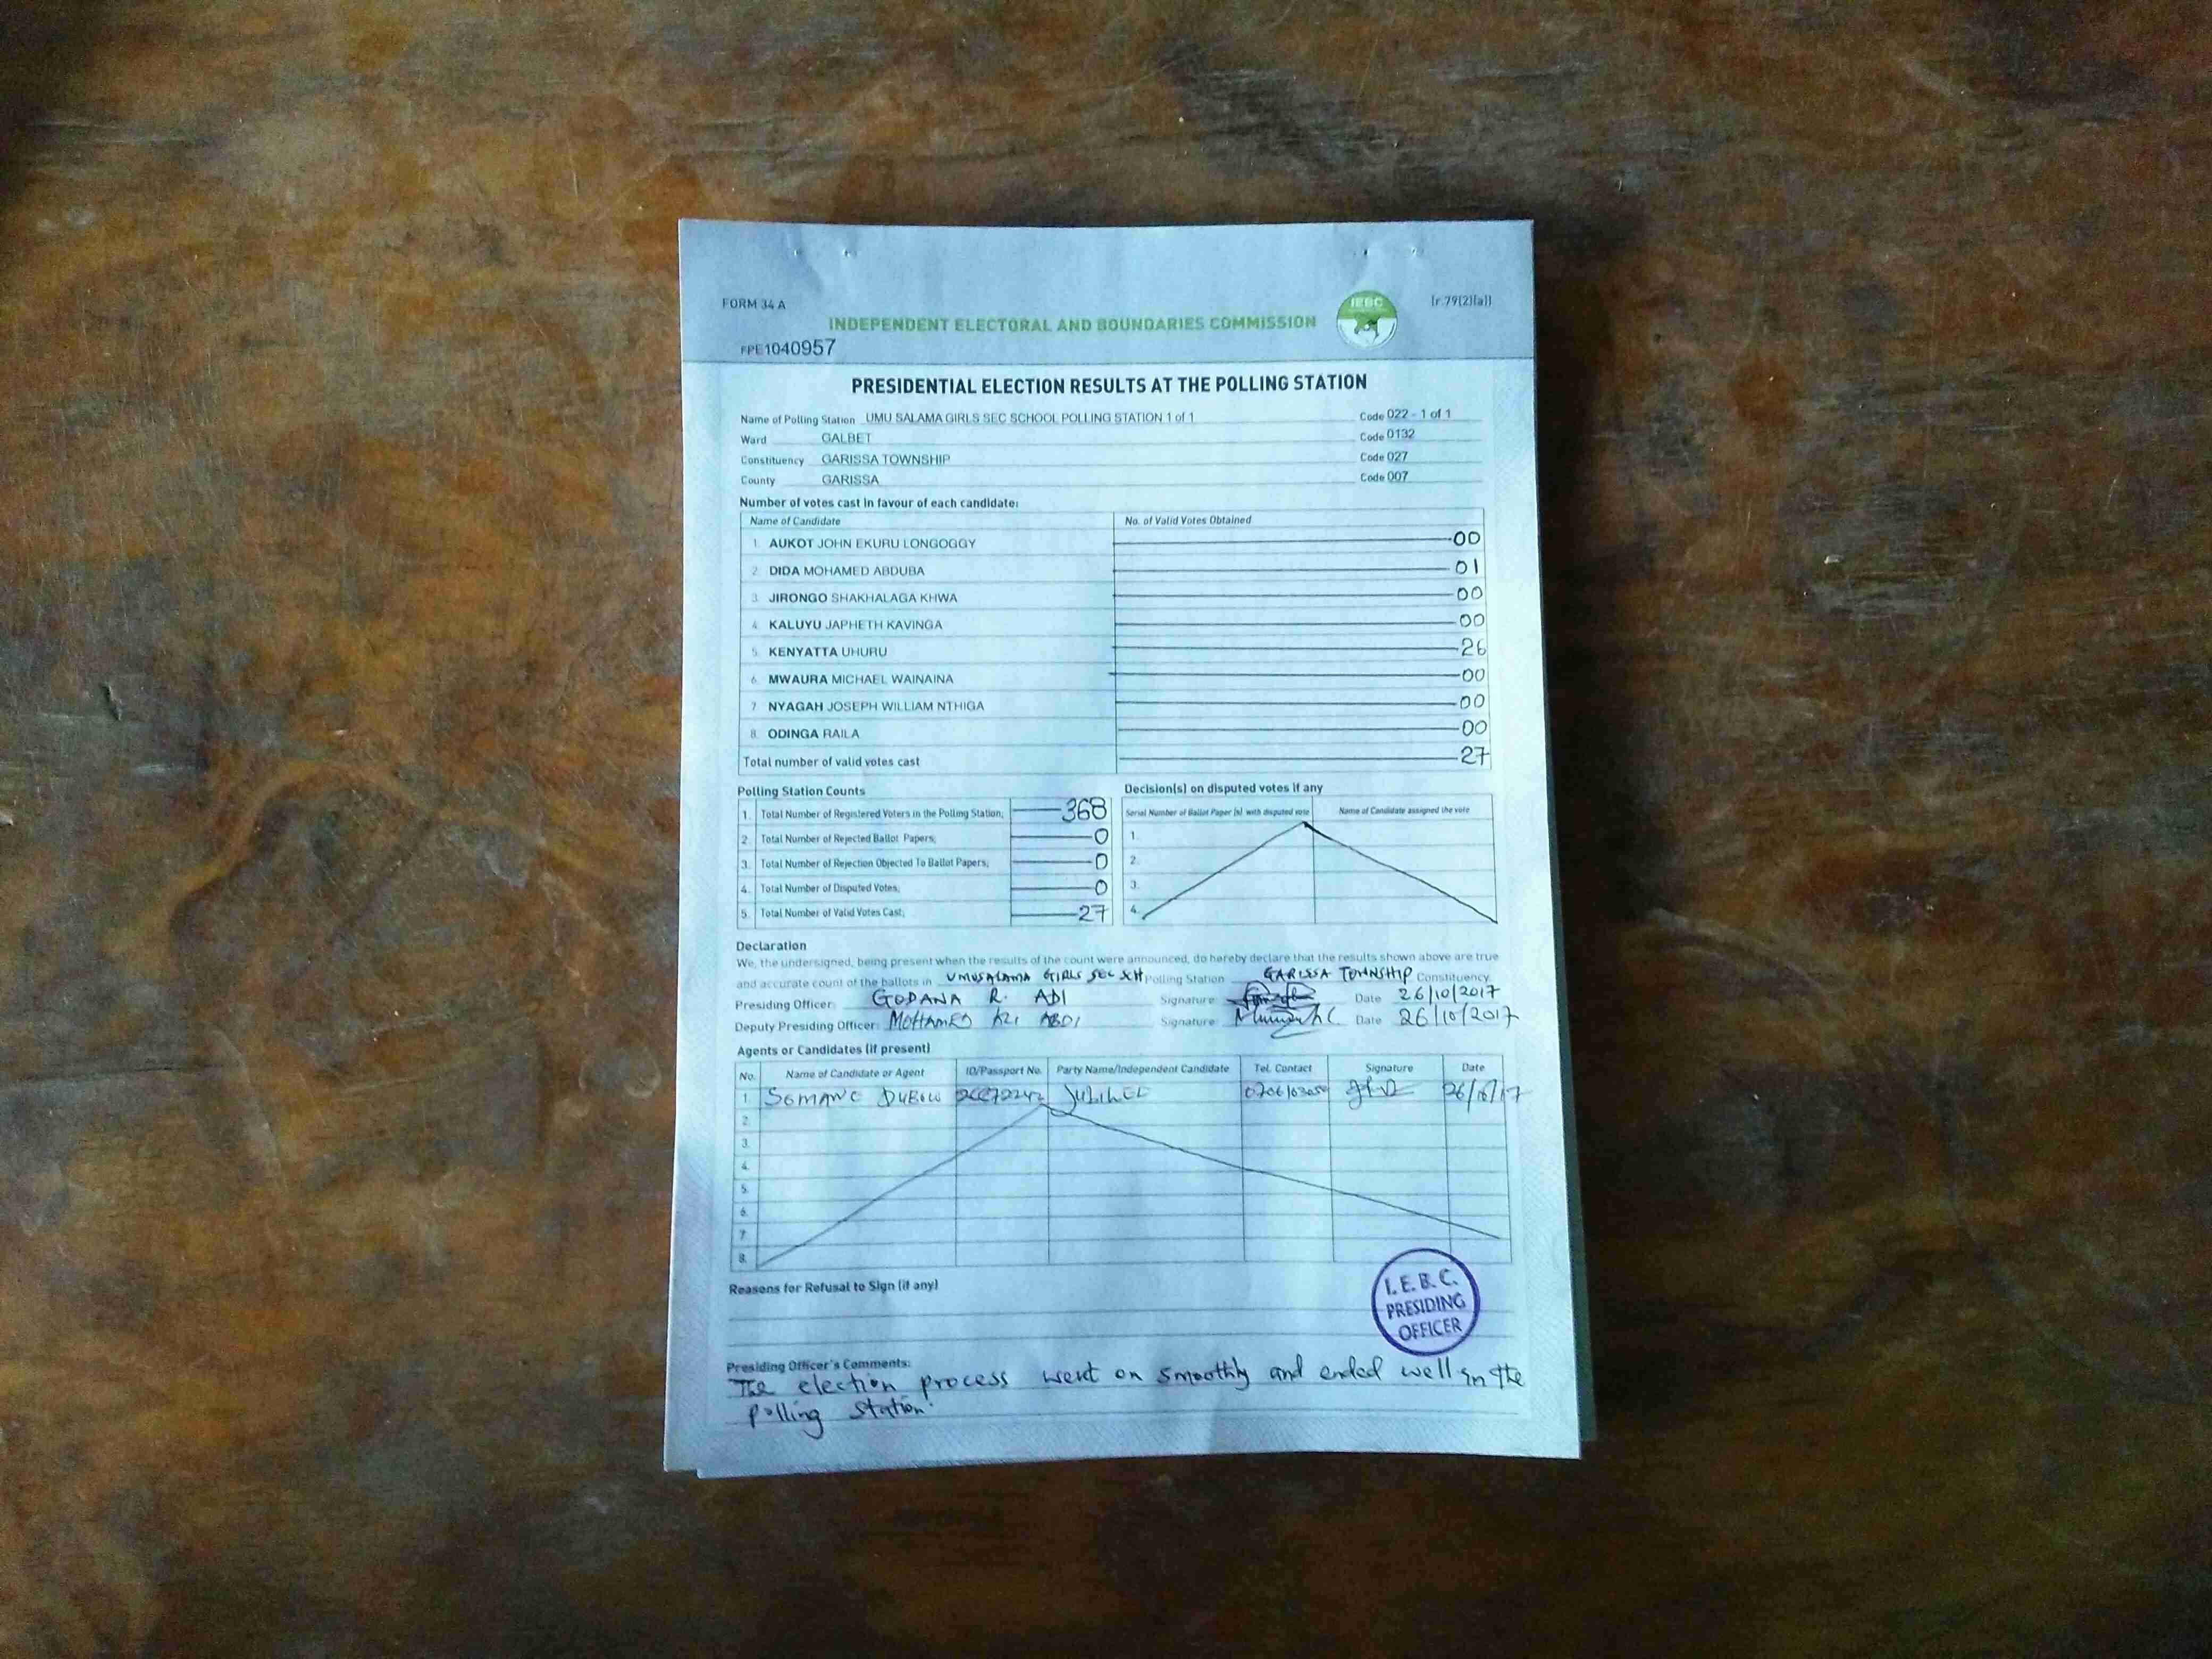 FORM 34 A
IEBC
[r.79(2)(a)]
INDEPENDENT ELECTORAL AND BOUNDARIES COMMISSION
FPE1040957
PRESIDENTIAL ELECTION RESULTS AT THE POLLING STATION
Name of Polling Station UMU SALAMA GIRLS SEC SCHOOL POLLING STATION 1 of 1 Code 022 - 1 of 1
Ward GALBET Code 0132
Constituency GARISSA TOWNSHIP Code 027
County GARISSA Code 007
Number of votes cast in favour of each candidate:
Name of Candidate No. of Valid Votes Obtained
1. AUKOT JOHN EKURU LONGOGGY 00
2. DIDA MOHAMED ABDUBA 01
3. JIRONGO SHAKHALAGA KHWA 00
4. KALUYU JAPHETH KAVINGA 00
5. KENYATTA UHURU 26
6. MWAURA MICHAEL WAINAINA 00
7. NYAGAH JOSEPH WILLIAM NTHIGA 00
8. ODINGA RAILA 00
Total number of valid votes cast 27
Polling Station Counts
1. Total Number of Registered Voters in the Polling Station; 368
2. Total Number of Rejected Ballot Papers; 0
3. Total Number of Rejection Objected To Ballot Papers; 0
4. Total Number of Disputed Votes; 0
5. Total Number of Valid Votes Cast; 27
Decision(s) on disputed votes if any
Serial Number of Ballot Paper (s) with disputed vote Name of Candidate assigned the vote
1.
2.
3.
4.
Declaration
We, the undersigned, being present when the results of the count were announced, do hereby declare that the results shown above are true
and accurate count of the ballots in UMUSALAMA GIRLS SEC SCH Polling Station GARISSA TOWNSHIP Constituency
Presiding Officer: GODANA R. ADI Signature: Date 26/10/2017
Deputy Presiding Officer: MOHAMED ABDI Signature: Date 26/10/2017
Agents or Candidates (if present)
No. Name of Candidate or Agent ID/Passport No. Party Name/Independent Candidate Tel. Contact Signature Date
1 DUBOW JUBILEE 26/10/17
2.
3.
4.
5.
6.
7.
8.
Reasons for Refusal to Sign (if any)
I.E.B.C.
PRESIDING
OFFICER
Presiding Officer's Comments:
The election process went on smoothly and ended well in the
polling station.